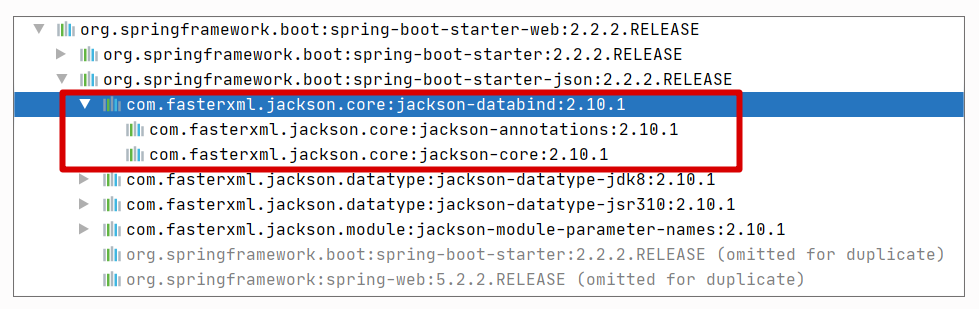 org.springframework.boot:spring-boot-starter-web:2.2.2.RELEASE
org.springframework.boot:spring-boot-starter:2.2.2.RELEASE
org.springframework.boot:spring-boot-starter-json:2.2.2.RELEASE
com.fasterxml.jackson.core:jackson-databind:2.10.1
com.fasterxml.jackson.core:jackson-annotations:2.10.1
com.fasterxml.jackson.core:jackson-core:2.10.1
com.fasterxml.jackson.datatype:jackson-datatype-jdk8:2.10.1
com.fasterxml.jackson.datatype:jackson-datatype-jsr310:2.10.1
com.fasterxml.jackson.module:jackson-module-parameter-names:2.10.1
org.springframework.boot:spring-boot-starter:2.2.2.RELEASE (omitted for duplicate)
org.springframework:spring-web:5.2.2.RELEASE (omitted for duplicate)